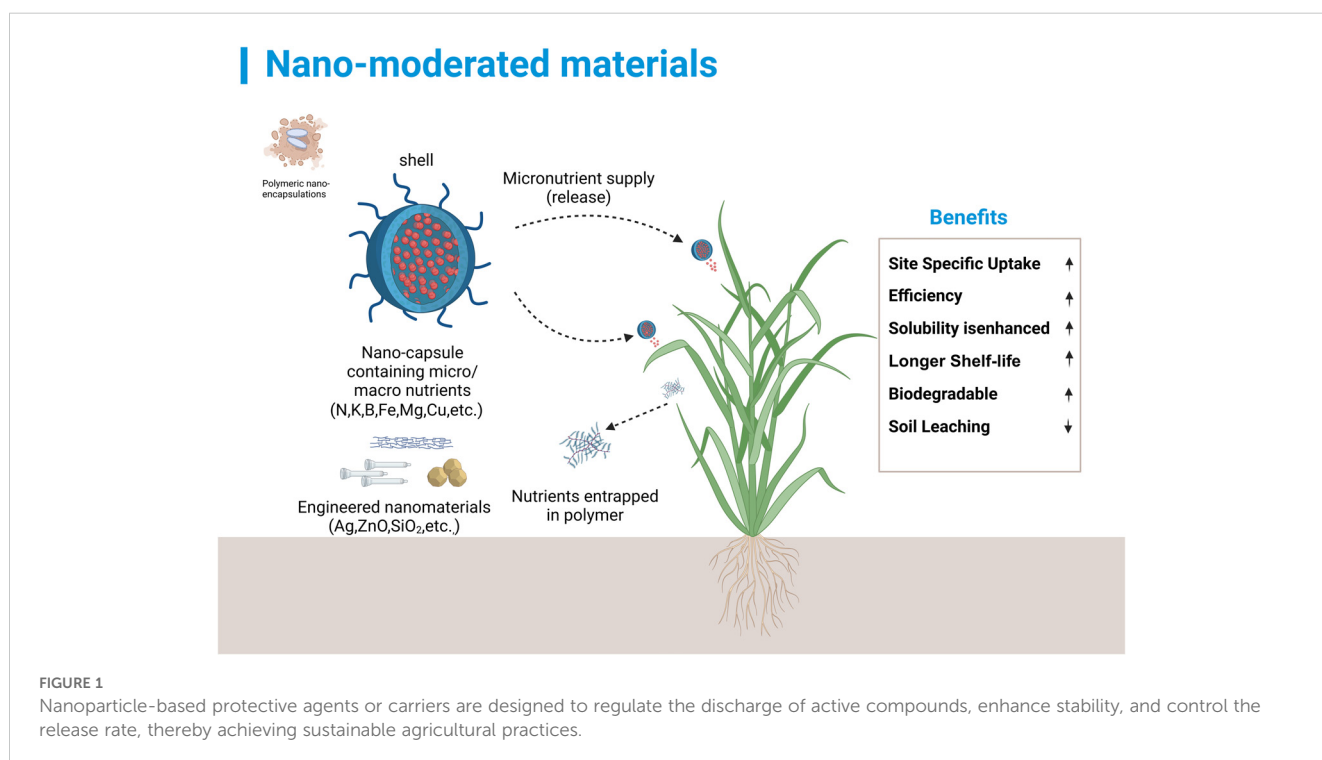 Nano-moderated materials
Polymeric nano-
encapsulations
shell
Micronutrient supply
(release)
Nano-capsule
containing micro/
macro nutrients
(N,K,B,Fe,Mg,Cu,etc.)
Engineered nanomaterials
(Ag,ZnO,SiO₂,etc.,)
Nutrients entrapped
in polymer
Benefits
Site Specific Uptake
Efficiency
Solubility isenhanced
Longer Shelf-life
Biodegradable
Soil Leaching
FIGURE 1
Nanoparticle-based protective agents or carriers are designed to regulate the discharge of active compounds, enhance stability, and control the
release rate, thereby achieving sustainable agricultural practices.